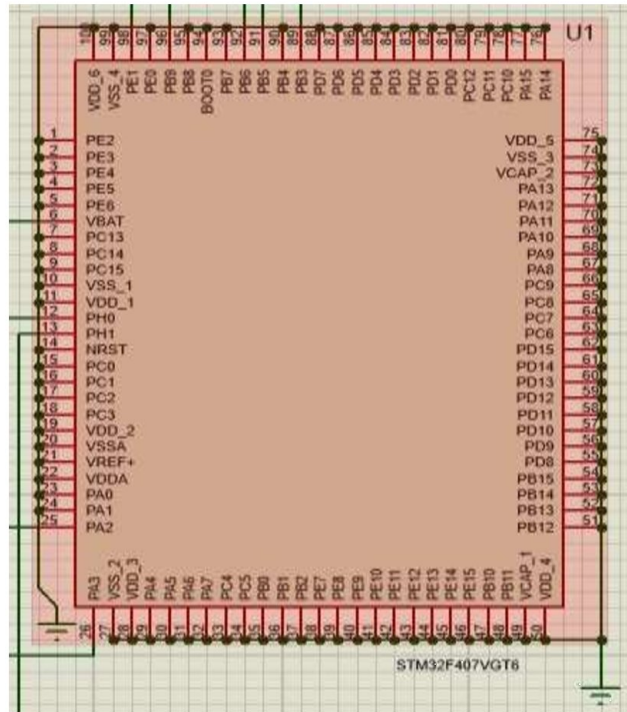 U1
100 99 98 97 96 95 94 93 92 91 90 89 88 87 86 85 84 83 82 81 80 79 78 77 76
VDD_6 VSS_4 PE1 PE0 PB9 PB8 BOOT0 PB7 PB6 PB5 PB4 PB3 PD7 PD6 PD5 PD4 PD3 PD2 PD1 PD0 PC12 PC11 PC10 PA15 PA14
1 PE2 VDD_5 75
2 PE3 VSS_3 74
3 PE4 VCAP_2 73
4 PE5 PA13 72
5 PE6 PA12 71
6 VBAT PA11 70
7 PC13 PA10 69
8 PC14 PA9 68
9 PC15 PA8 67
10 VSS_1 PC9 66
11 VDD_1 PC8 65
12 PH0 PC7 64
13 PH1 PC6 63
14 NRST PD15 62
15 PC0 PD14 61
16 PC1 PD13 60
17 PC2 PD12 59
18 PC3 PD11 58
19 VDD_2 PD10 57
20 VSSA PD9 56
21 VREF+ PD8 55
22 VDDA PB15 54
23 PA0 PB14 53
24 PA1 PB13 52
25 PA2 PB12 51
PA3 VSS_2 VDD_3 PA4 PA5 PA6 PA7 PC4 PC5 PB0 PB1 PB2 PE7 PE8 PE9 PE10 PE11 PE12 PE13 PE14 PE15 PB10 PB11 VCAP_1 VDD_4
26 27 28 29 30 31 32 33 34 35 36 37 38 39 40 41 42 43 44 45 46 47 48 49 50
STM32F407VGT6